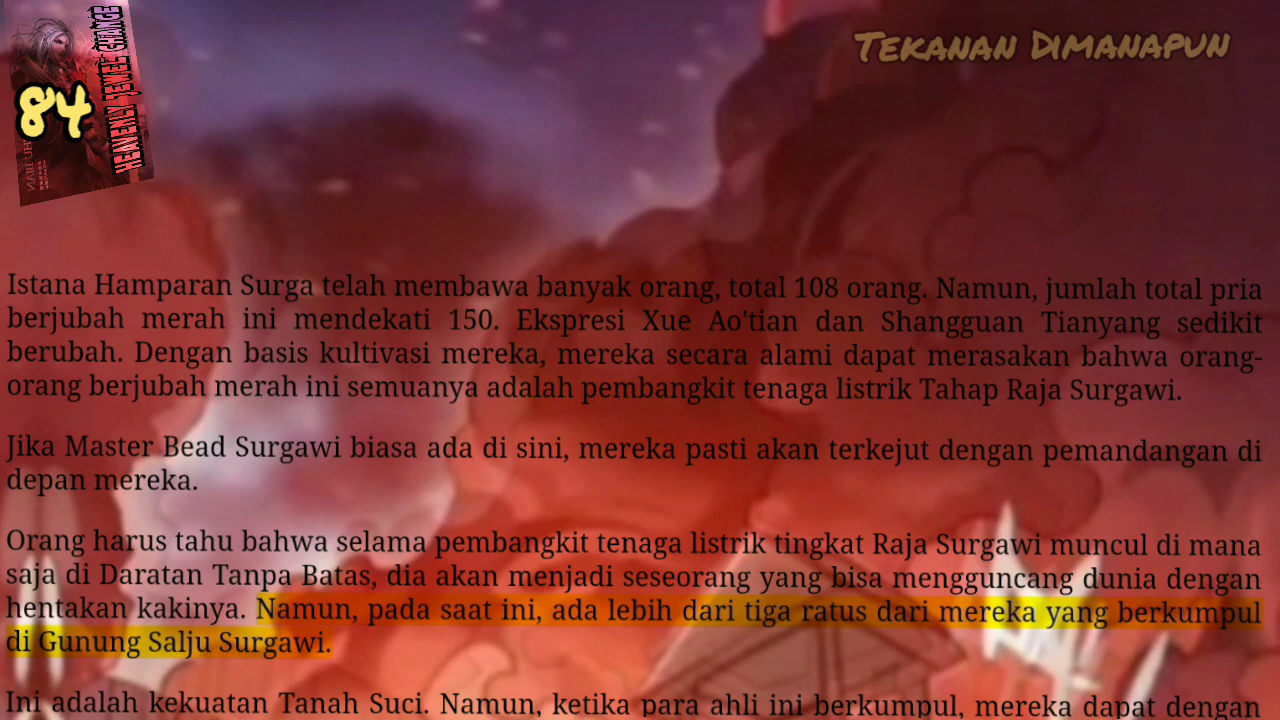 HEAVENLY JEWEL CHANGE
84
Tekanan Dimanapun
Istana Hamparan Surga telah membawa banyak orang, total 108 orang. Namun, jumlah total pria
berjubah merah ini mendekati 150. Ekspresi Xue Ao'tian dan Shangguan Tianyang sedikit
berubah. Dengan basis kultivasi mereka, mereka secara alami dapat merasakan bahwa orang-
orang berjubah merah ini semuanya adalah pembangkit tenaga listrik Tahap Raja Surgawi.
Jika Master Bead Surgawi biasa ada di sini, mereka pasti akan terkejut dengan pemandangan di
depan mereka.
Orang harus tahu bahwa selama pembangkit tenaga listrik tingkat Raja Surgawi muncul di mana
saja di Daratan Tanpa Batas, dia akan menjadi seseorang yang bisa mengguncang dunia dengan
hentakan kakinya. Namun, pada saat ini, ada lebih dari tiga ratus dari mereka yang berkumpul
di Gunung Salju Surgawi.
Ini adalah kekuatan Tanah Suci. Namun, ketika para ahli ini berkumpul, mereka dapat dengan